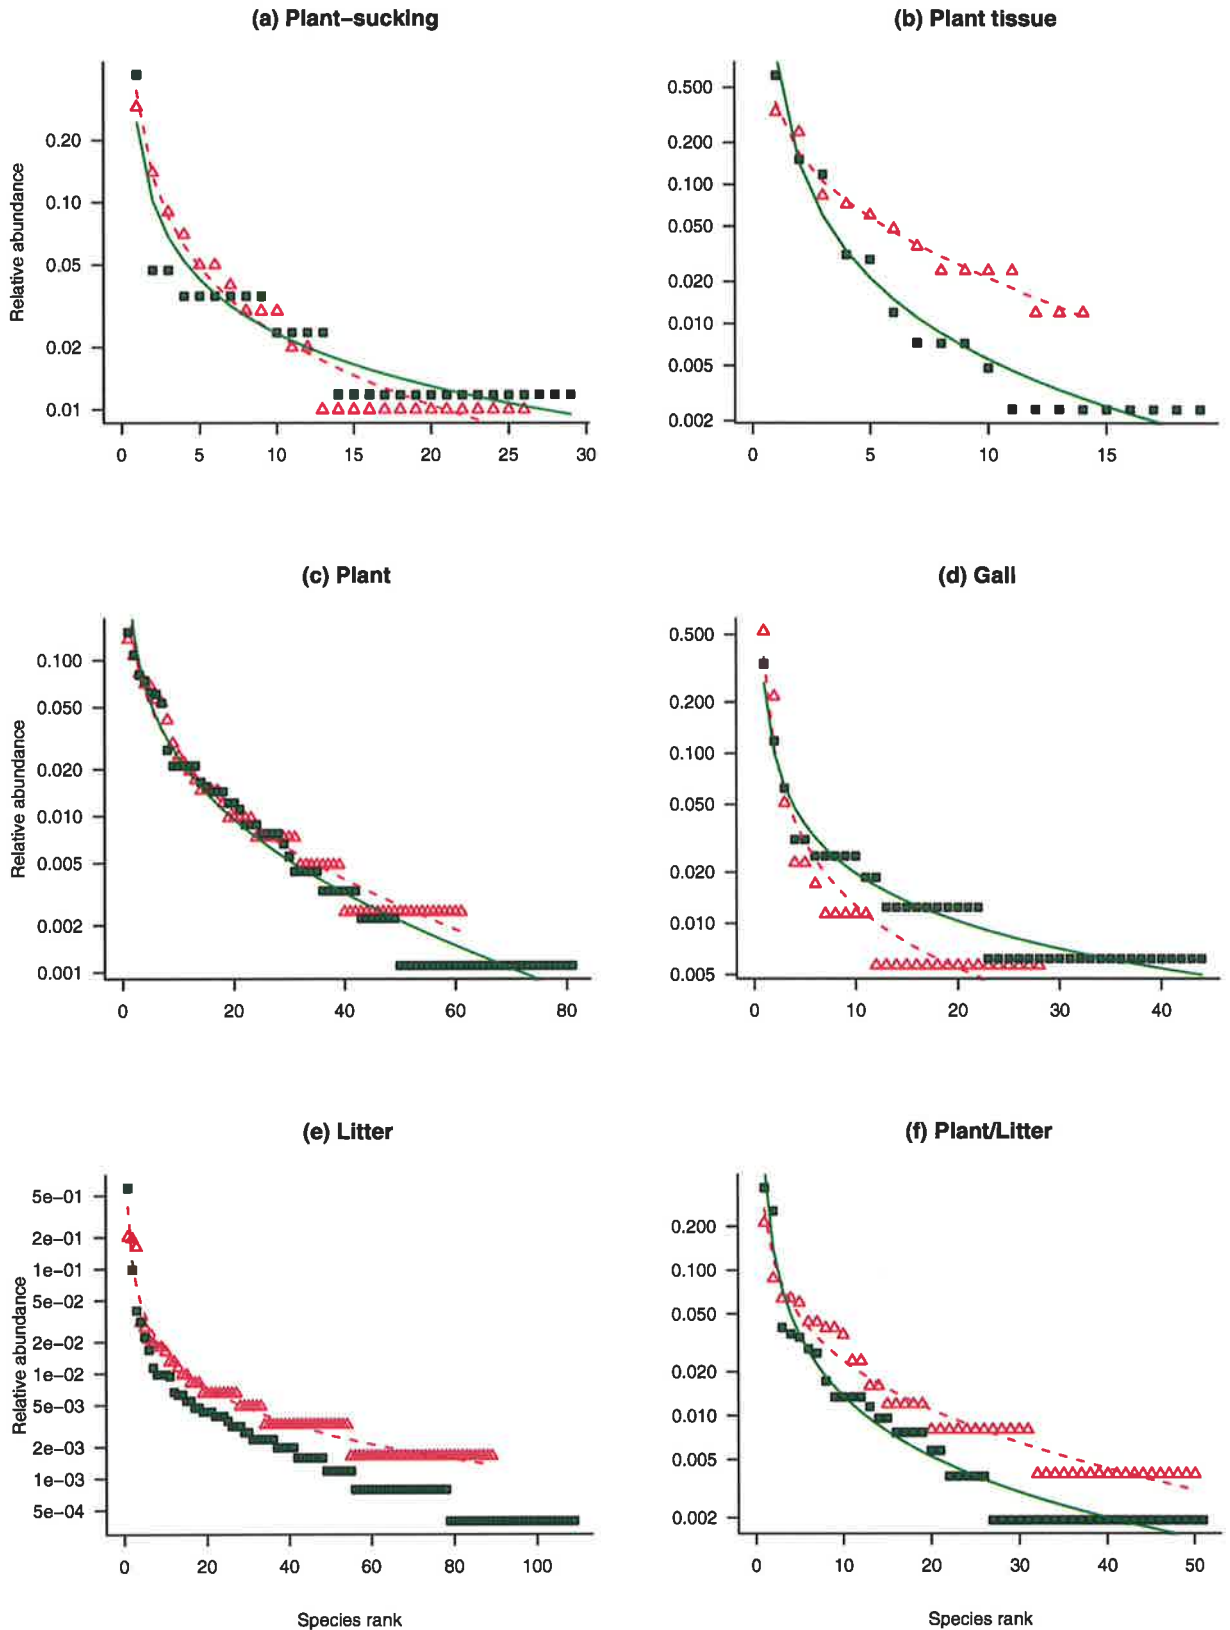 (a) Plant–sucking
Relative abundance
0.20
0.10
0.05
0.02
0.01
0 5 10 15 20 25 30
(b) Plant tissue
0.500
0.200
0.100
0.050
0.020
0.010
0.005
0.002
0 5 10 15
(c) Plant
Relative abundance
0.100
0.050
0.020
0.010
0.005
0.002
0.001
0 20 40 60 80
(d) Gall
0.500
0.200
0.100
0.050
0.020
0.010
0.005
0 10 20 30 40
(e) Litter
Relative abundance
5e−01
2e−01
1e−01
5e−02
2e−02
1e−02
5e−03
2e−03
1e−03
5e−04
0 20 40 60 80 100
Species rank
(f) Plant/Litter
0.200
0.100
0.050
0.020
0.010
0.005
0.002
0 10 20 30 40 50
Species rank